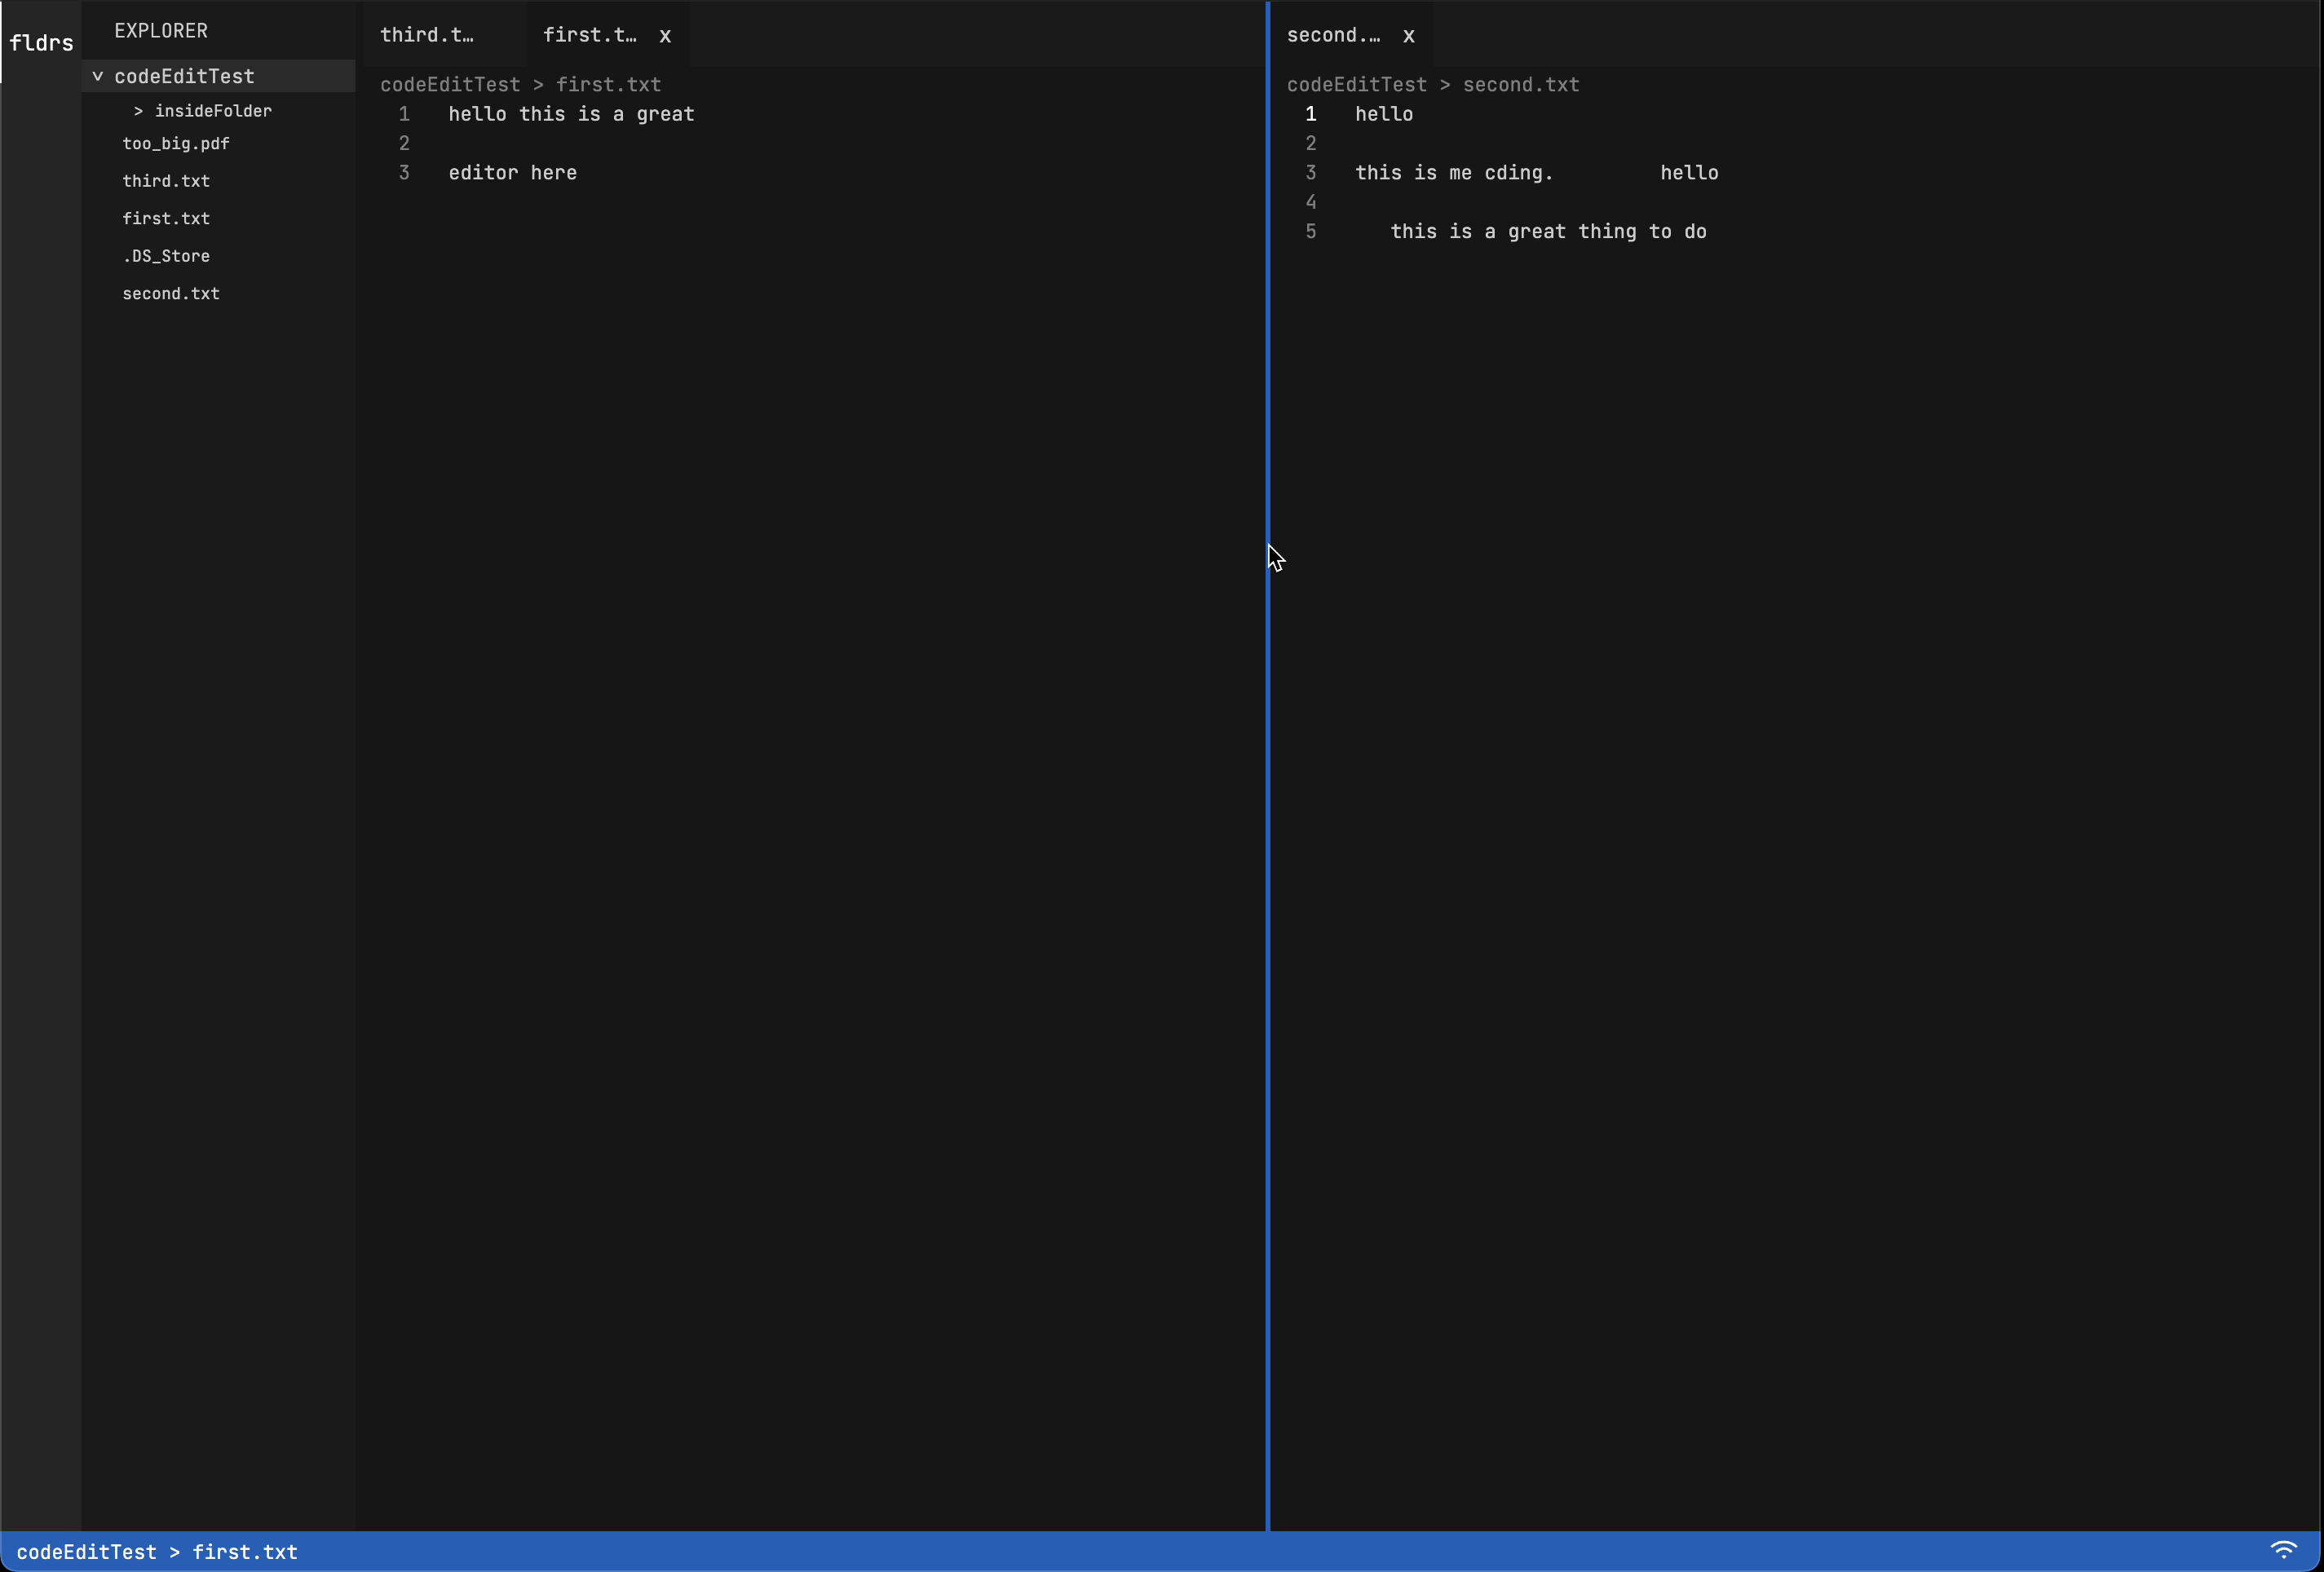 fldrs
EXPLORER
v codeEditTest
> insideFolder
too_big.pdf
third.txt
first.txt
.DS_Store
second.txt
third.t… first.t… x
codeEditTest > first.txt
1 hello this is a great
2
3 editor here
second.… x
codeEditTest > second.txt
1 hello
2
3 this is me cding.         hello
4
5    this is a great thing to do
codeEditTest > first.txt